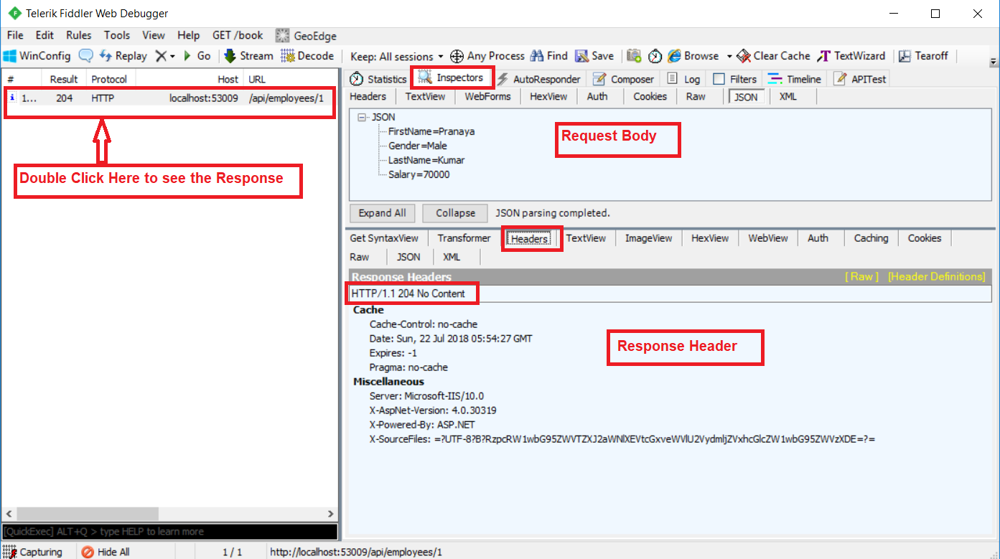 Telerik Fiddler Web Debugger
File Edit Rules Tools View Help GET /book GeoEdge
WinConfig Replay Go Stream Decode Keep: All sessions Any Process Find Save Browse Clear Cache TextWizard Tearoff
# Result Protocol Host URL
i 1... 204 HTTP localhost:53009 /api/employees/1
Double Click Here to see the Response
Statistics Inspectors AutoResponder Composer Log Filters Timeline APITest
Headers TextView WebForms HexView Auth Cookies Raw JSON XML
JSON
FirstName=Pranaya
Gender=Male
LastName=Kumar
Salary=70000
Request Body
Expand All Collapse JSON parsing completed.
Get SyntaxView Transformer Headers TextView ImageView HexView WebView Auth Caching Cookies
Raw JSON XML
Response Headers [ Raw ] [Header Definitions]
HTTP/1.1 204 No Content
Cache
Cache-Control: no-cache
Date: Sun, 22 Jul 2018 05:54:27 GMT
Expires: -1
Pragma: no-cache
Response Header
Miscellaneous
Server: Microsoft-IIS/10.0
X-AspNet-Version: 4.0.30319
X-Powered-By: ASP.NET
X-SourceFiles: =?UTF-8?B?RzpcRW1wbG95ZWVTZXJ2aWNlXEVtcGxveWVlU2VydmljZVxhcGlcZW1wbG95ZWVzXDE=?=
[QuickExec] ALT+Q > type HELP to learn more
Capturing Hide All 1 / 1 http://localhost:53009/api/employees/1